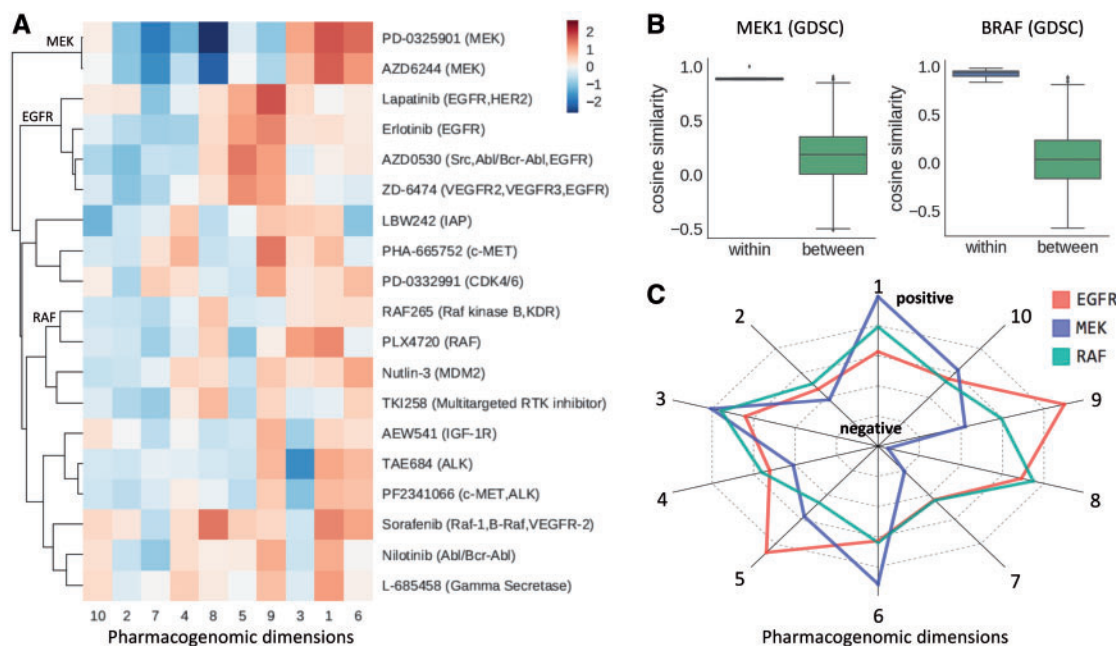 A
MEK
EGFR
RAF
2
1
0
−1
−2
PD-0325901 (MEK)
AZD6244 (MEK)
Lapatinib (EGFR,HER2)
Erlotinib (EGFR)
AZD0530 (Src,Abl/Bcr-Abl,EGFR)
ZD-6474 (VEGFR2,VEGFR3,EGFR)
LBW242 (IAP)
PHA-665752 (c-MET)
PD-0332991 (CDK4/6)
RAF265 (Raf kinase B,KDR)
PLX4720 (RAF)
Nutlin-3 (MDM2)
TKI258 (Multitargeted RTK inhibitor)
AEW541 (IGF-1R)
TAE684 (ALK)
PF2341066 (c-MET,ALK)
Sorafenib (Raf-1,B-Raf,VEGFR-2)
Nilotinib (Abl/Bcr-Abl)
L-685458 (Gamma Secretase)
10 2 7 4 8 5 9 3 1 6
Pharmacogenomic dimensions
B
MEK1 (GDSC)
cosine similarity
1.0
0.5
0.0
−0.5
within between
BRAF (GDSC)
cosine similarity
1.0
0.5
0.0
−0.5
within between
C
1
positive
10
2
EGFR
MEK
RAF
3
9
negative
4
8
5
7
6
Pharmacogenomic dimensions